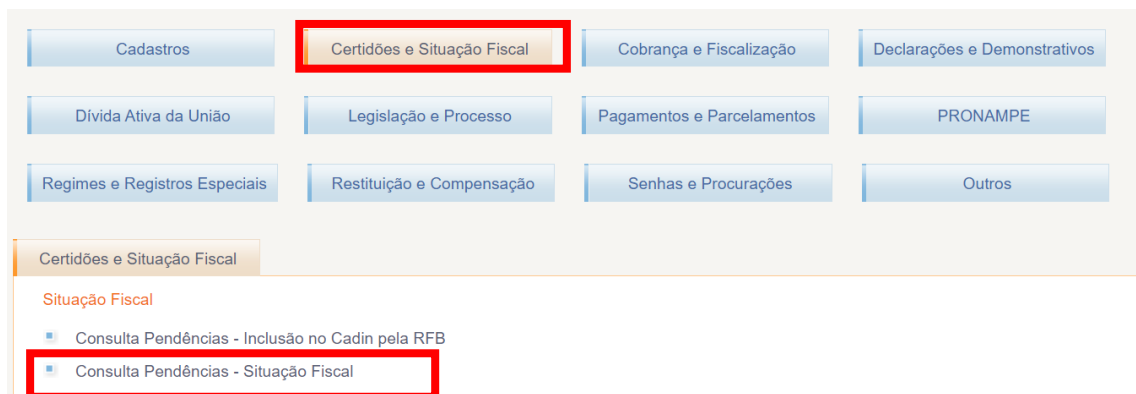 Cadastros
Certidões e Situação Fiscal
Cobrança e Fiscalização
Declarações e Demonstrativos
Dívida Ativa da União
Legislação e Processo
Pagamentos e Parcelamentos
PRONAMPE
Regimes e Registros Especiais
Restituição e Compensação
Senhas e Procurações
Outros
Certidões e Situação Fiscal
Situação Fiscal
Consulta Pendências - Inclusão no Cadin pela RFB
Consulta Pendências - Situação Fiscal